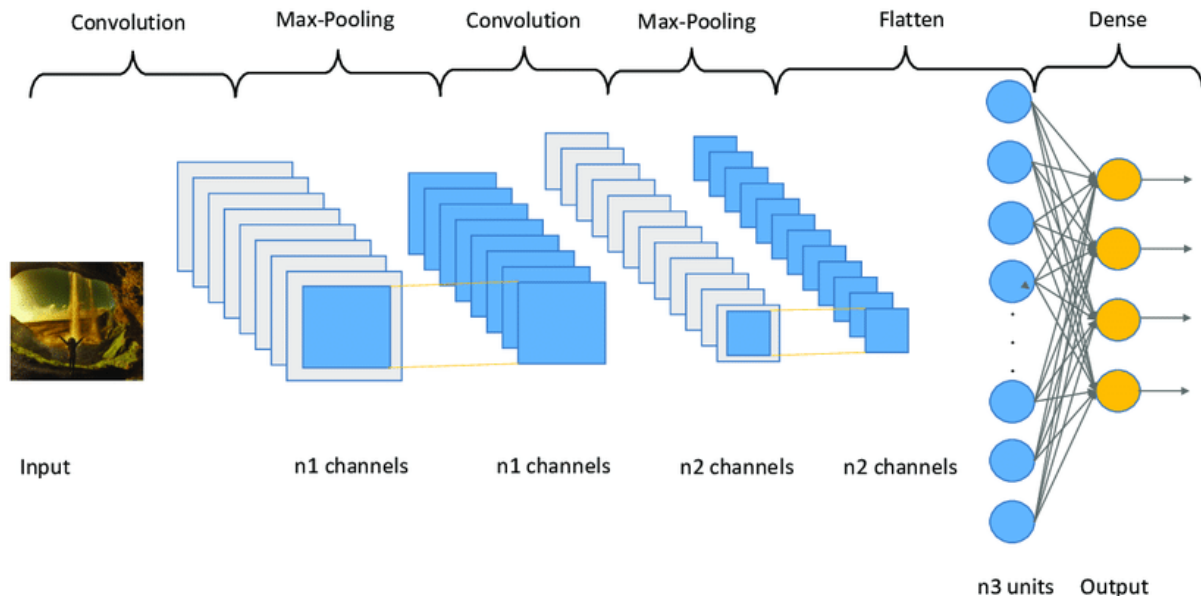 Convolution Max-Pooling Convolution Max-Pooling Flatten Dense
Input n1 channels n1 channels n2 channels n2 channels
n3 units Output